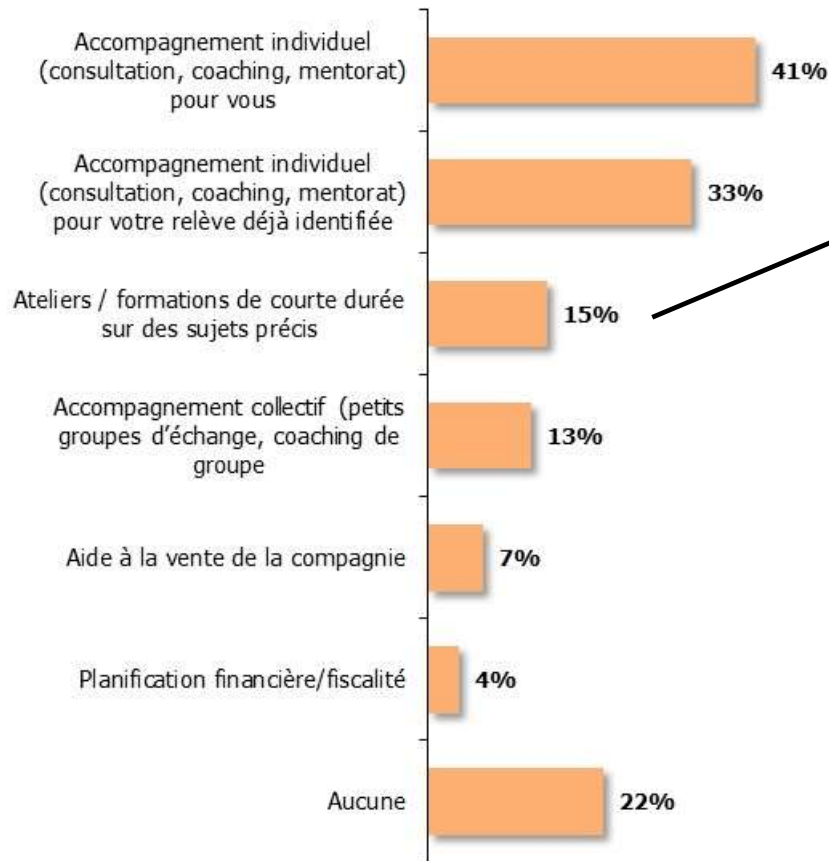 Accompagnement individuel
(consultation, coaching, mentorat)
pour vous
41%
Accompagnement individuel
(consultation, coaching, mentorat)
pour votre relève déjà identifiée
33%
Ateliers / formations de courte durée
sur des sujets précis
15%
Accompagnement collectif (petits
groupes d'échange, coaching de
groupe
13%
Aide à la vente de la compagnie
7%
Planification financière/fiscalité
4%
Aucune
22%